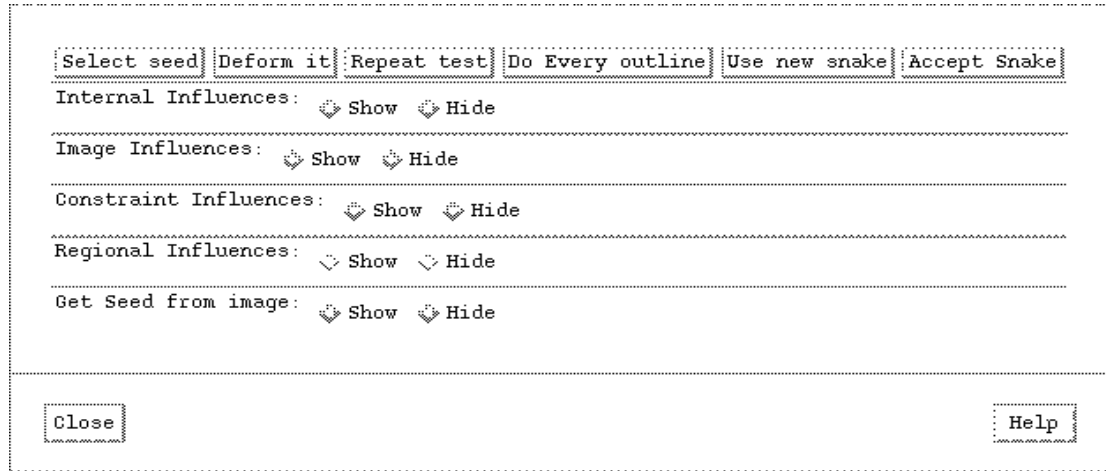 Select seed Deform it Repeat test Do Every outline Use new snake Accept Snake
Internal Influences: Show Hide
Image Influences: Show Hide
Constraint Influences: Show Hide
Regional Influences: Show Hide
Get Seed from image: Show Hide
Close Help